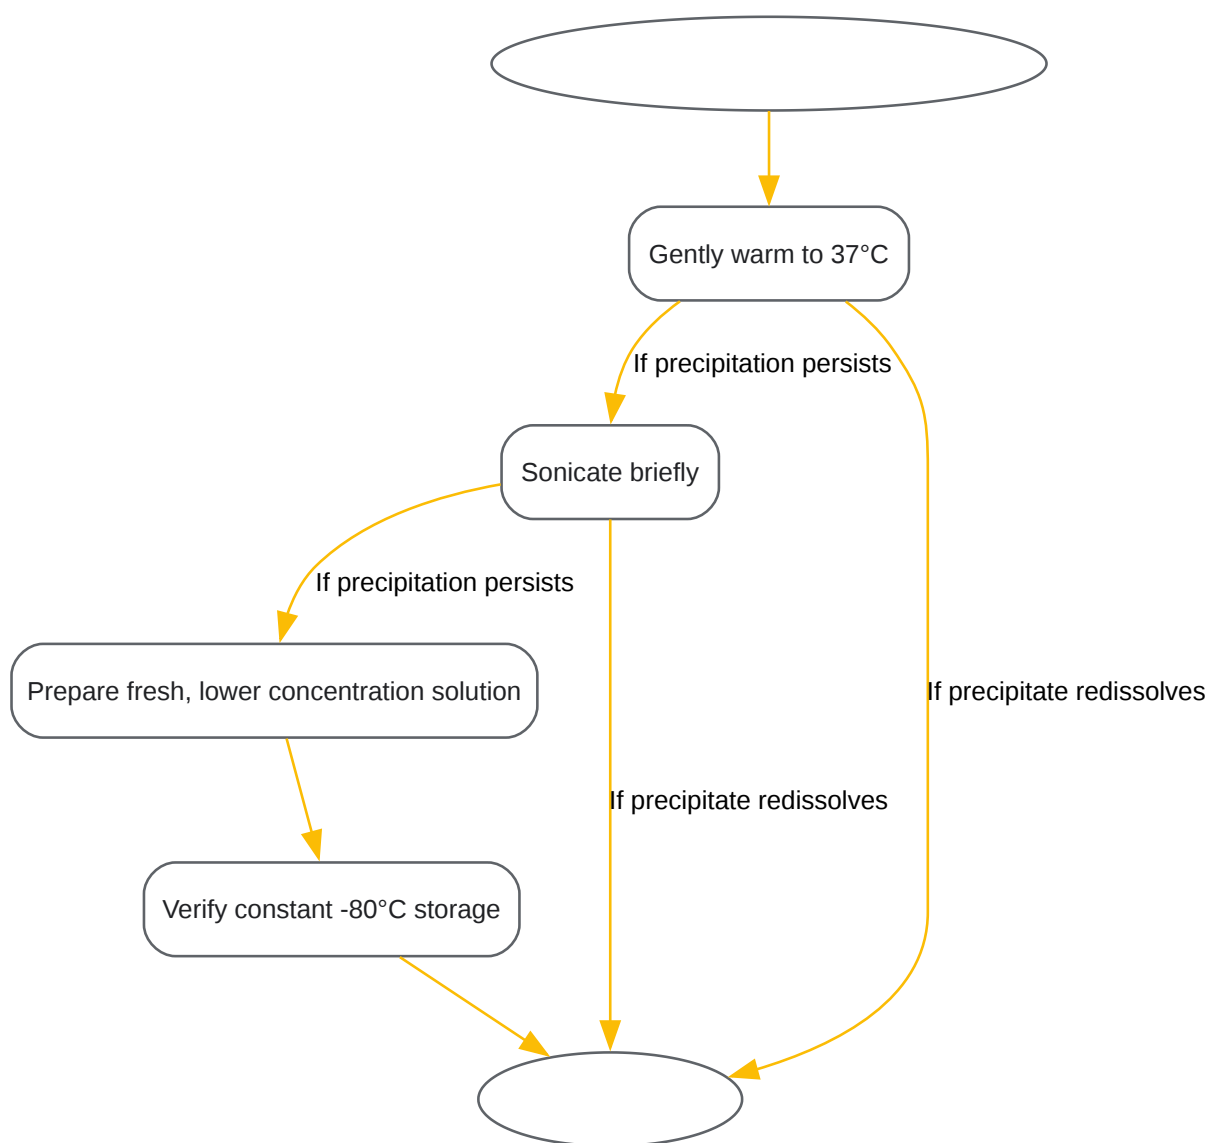 Gently warm to 37°C
If precipitation persists
Sonicate briefly
If precipitation persists
Prepare fresh, lower concentration solution
If precipitate redissolves
If precipitate redissolves
Verify constant -80°C storage